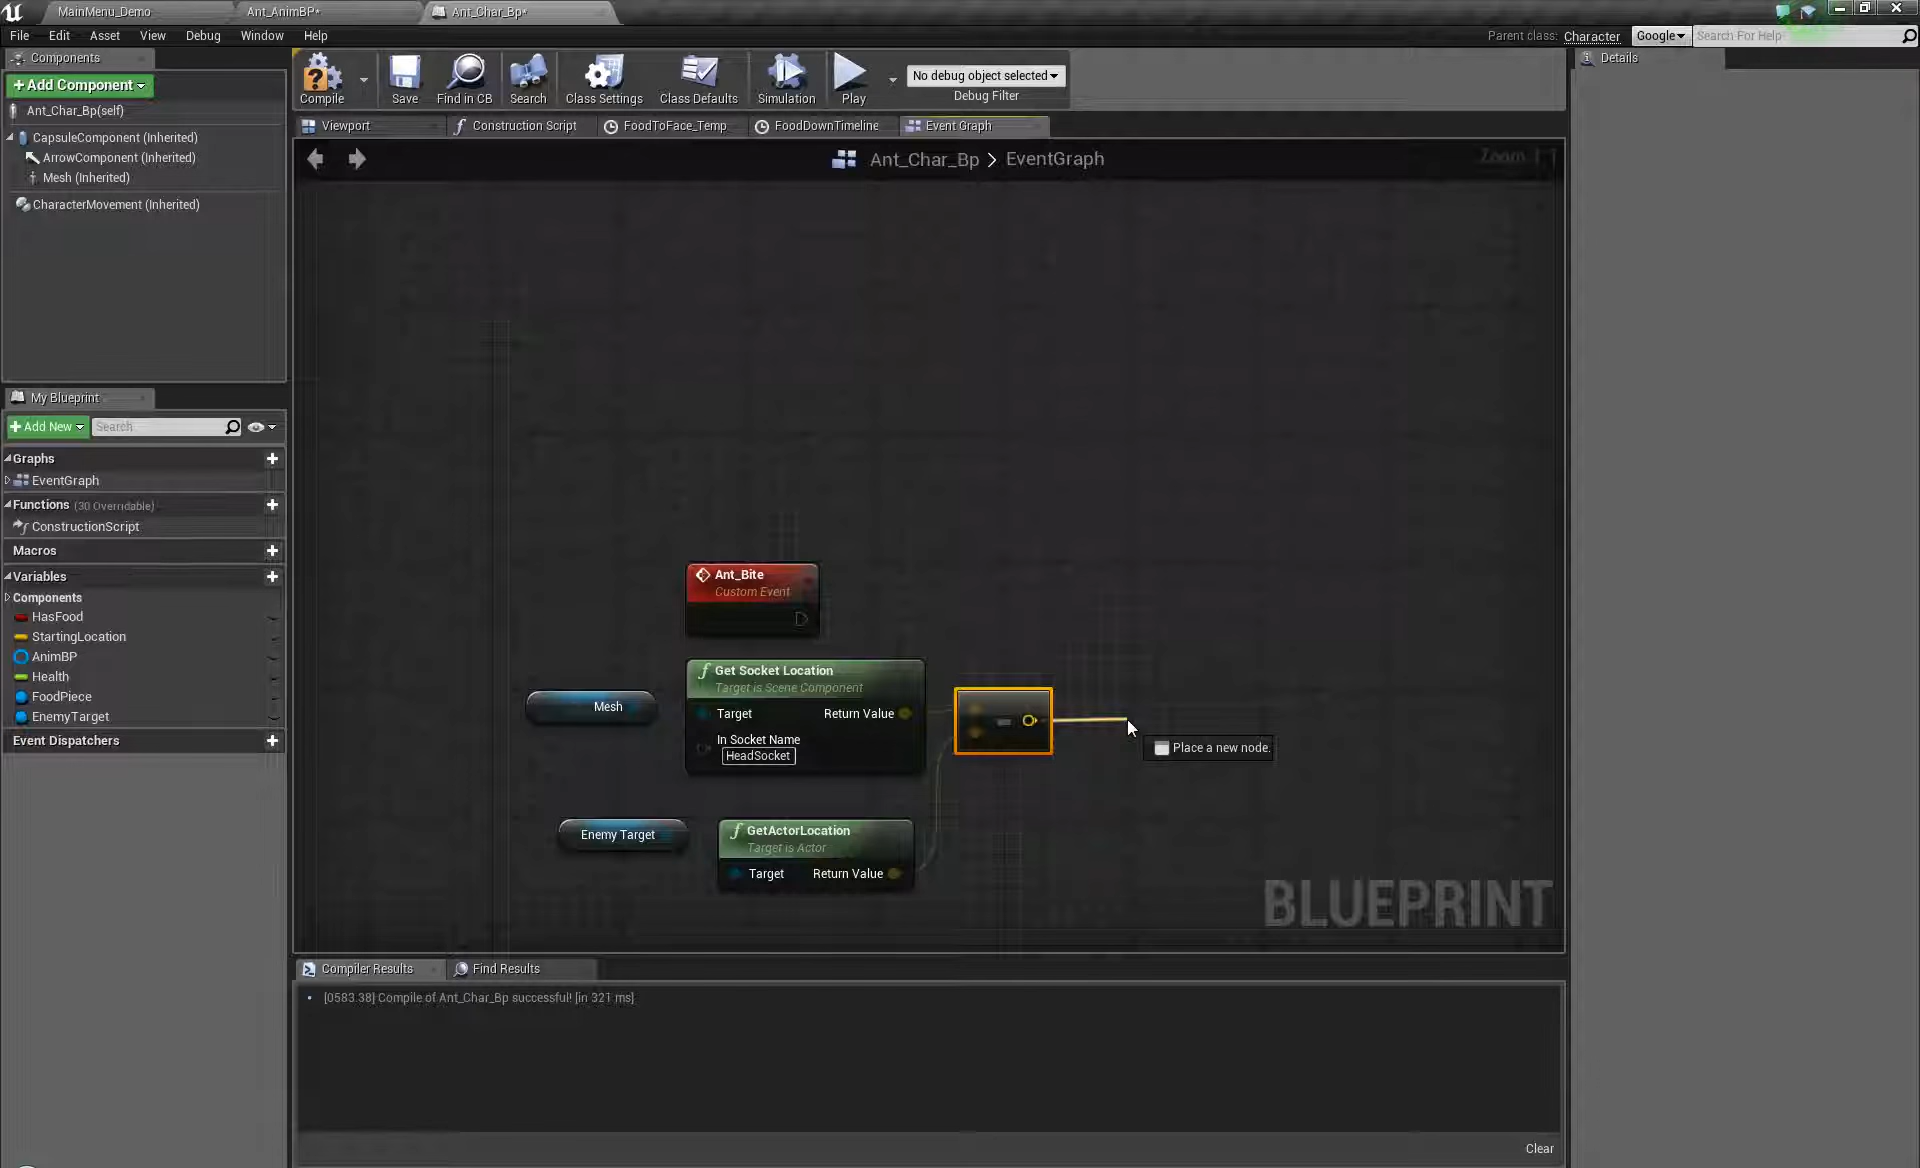 MainMenu_Demo
Ant_AnimBP*
Ant_Char_Bp*
File Edit Asset View Debug Window Help
Parent class: Character
Google
Search For Help
Components
+Add Component
Ant_Char_Bp(self)
CapsuleComponent (Inherited)
ArrowComponent (Inherited)
Mesh (Inherited)
CharacterMovement (Inherited)
Compile
Save
Find in CB
Search
Class Settings
Class Defaults
Simulation
Play
No debug object selected
Debug Filter
Details
Viewport
Construction Script
FoodToFace_Temp
FoodDownTimeline
Event Graph
Ant_Char_Bp > EventGraph
My Blueprint
+Add New
Search
Graphs
EventGraph
Functions (30 Overridable)
ConstructionScript
Macros
Variables
Components
HasFood
StartingLocation
AnimBP
Health
FoodPiece
EnemyTarget
Event Dispatchers
Ant_Bite
Custom Event
Mesh
Get Socket Location
Target is Scene Component
Target
Return Value
In Socket Name
HeadSocket
Place a new node.
Enemy Target
GetActorLocation
Target is Actor
Target
Return Value
BLUEPRINT
Compiler Results
Find Results
[0583.38] Compile of Ant_Char_Bp successful! [in 321 ms]
Clear